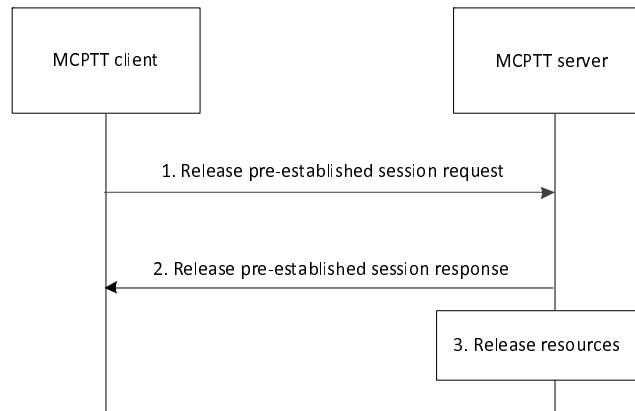 MCPTT client
MCPTT server
1. Release pre-established session request
2. Release pre-established session response
3. Release resources